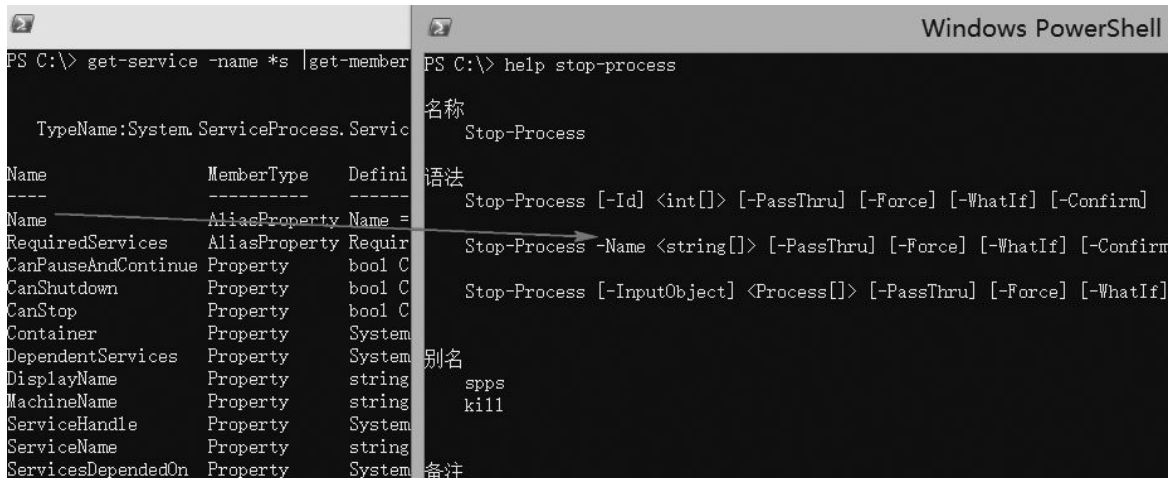 PS C:\> get-service -name *s |get-member
TypeName:System.ServiceProcess.Servic
Name MemberType Defini
---- ---------- ------
Name AliasProperty Name =
RequiredServices AliasProperty Requir
CanPauseAndContinue Property bool C
CanShutdown Property bool C
CanStop Property bool C
Container Property System
DependentServices Property System
DisplayName Property string
MachineName Property string
ServiceHandle Property System
ServiceName Property string
ServicesDependedOn Property System
Windows PowerShell
PS C:\> help stop-process
名称
Stop-Process
语法
Stop-Process [-Id] <int[]> [-PassThru] [-Force] [-WhatIf] [-Confirm]
Stop-Process -Name <string[]> [-PassThru] [-Force] [-WhatIf] [-Confirm
Stop-Process [-InputObject] <Process[]> [-PassThru] [-Force] [-WhatIf]
别名
spps
kill
备注